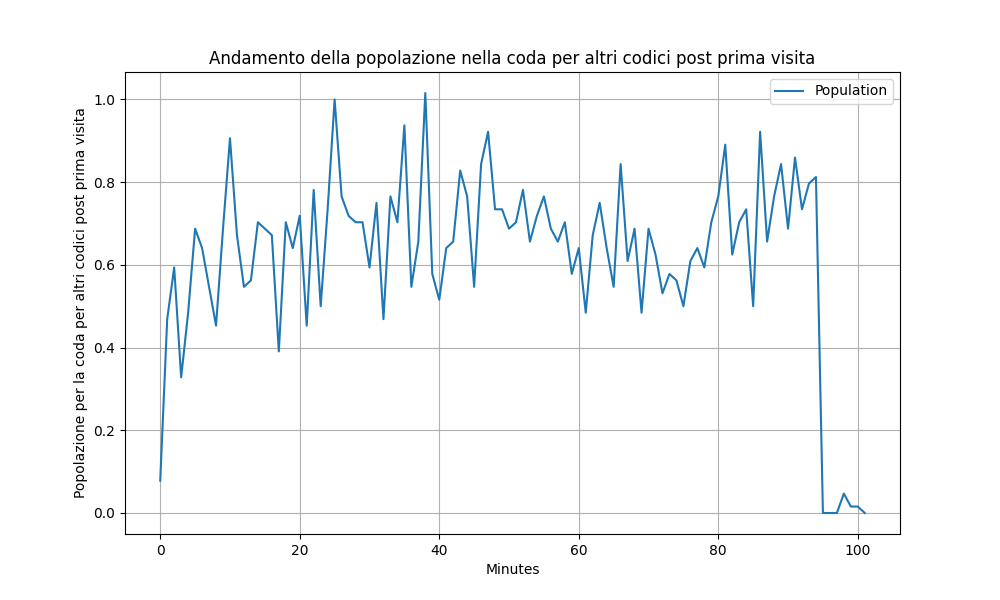 Andamento della popolazione nella coda per altri codici post prima visita
Population
Popolazione per la coda per altri codici post prima visita
1.0
0.8
0.6
0.4
0.2
0.0
0 20 40 60 80 100
Minutes